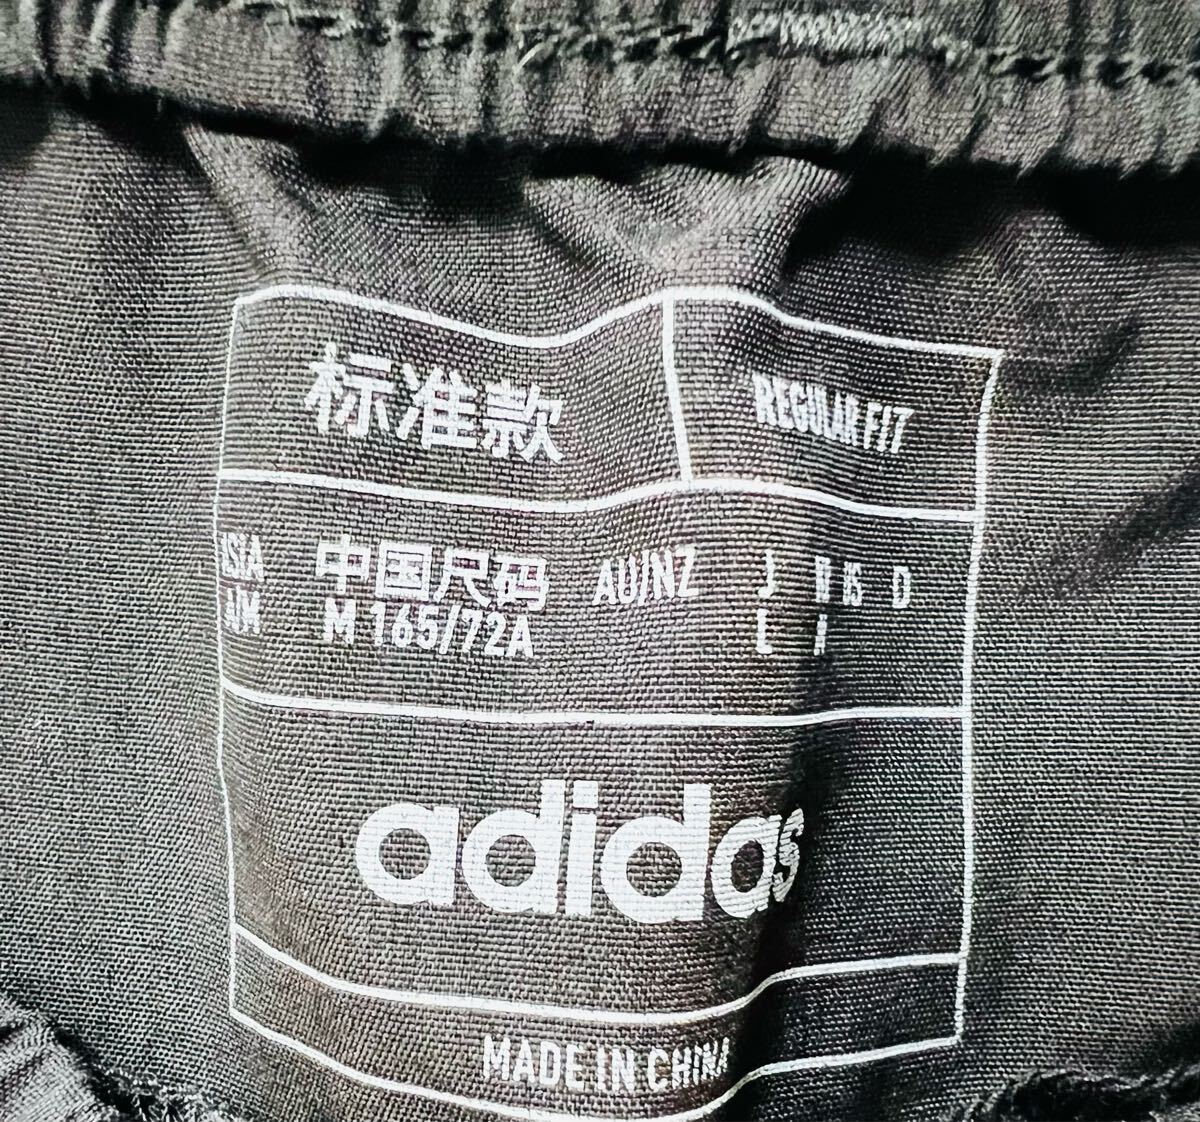 标准款 REGULAR FIT
中国尺码 AU/NZ J D
M 165/72A L
adidas
MADE IN CHINA